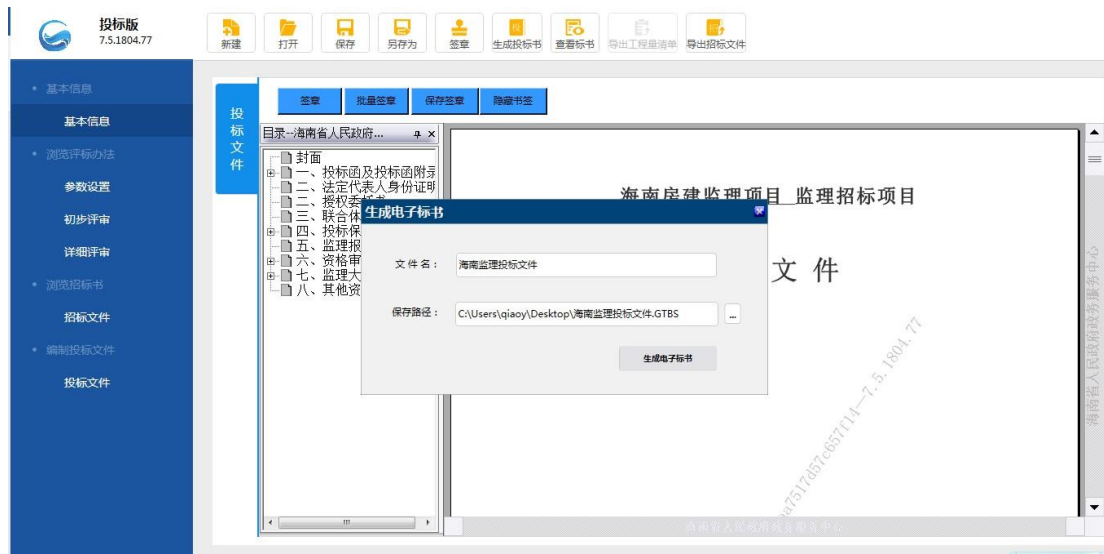 投标版
7.5.1804.77
新建
打开
保存
另存为
签章
生成投标书
查看标书
导出工程量清单
导出招标文件
基本信息
基本信息
浏览评标办法
参数设置
初步评审
详细评审
浏览招标书
招标文件
编制投标文件
投标文件
投标文件
签章
批量签章
保存签章
隐藏书签
目录--海南省人民政府...
封面
一、投标函及投标函附录
二、法定代表人身份证明
二、授权委托书
三、联合体
四、投标保
五、监理报
六、资格审
七、监理大
八、其他资
海南房建监理项目_监理招标项目
文 件
生成电子标书
文件名：
海南监理投标文件
保存路径：
C:\Users\qiaoy\Desktop\海南监理投标文件.GTBS
...
生成电子标书
a7517d57c657f14—7.5.1804.77
海南省人民政府政务服务中心
海南省人民政府政务服务中心